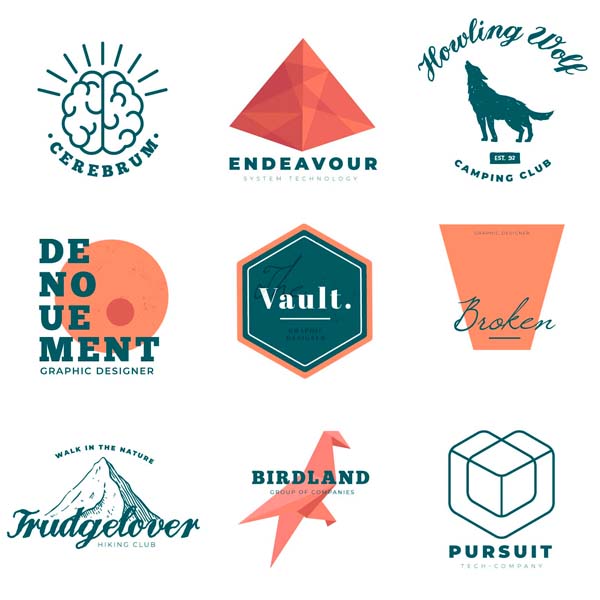 CEREBRUM
ENDEAVOUR
SYSTEM TECHNOLOGY
Howling Wolf
EST. 92
CAMPING CLUB
DE
NO
UE
MENT
GRAPHIC DESIGNER
The
Vault.
GRAPHIC
DESIGNER
GRAPHIC DESIGNER
Broken
WALK IN THE NATURE
Trudgelover
HIKING CLUB
BIRDLAND
GROUP OF COMPANIES
PURSUIT
TECH-COMPANY